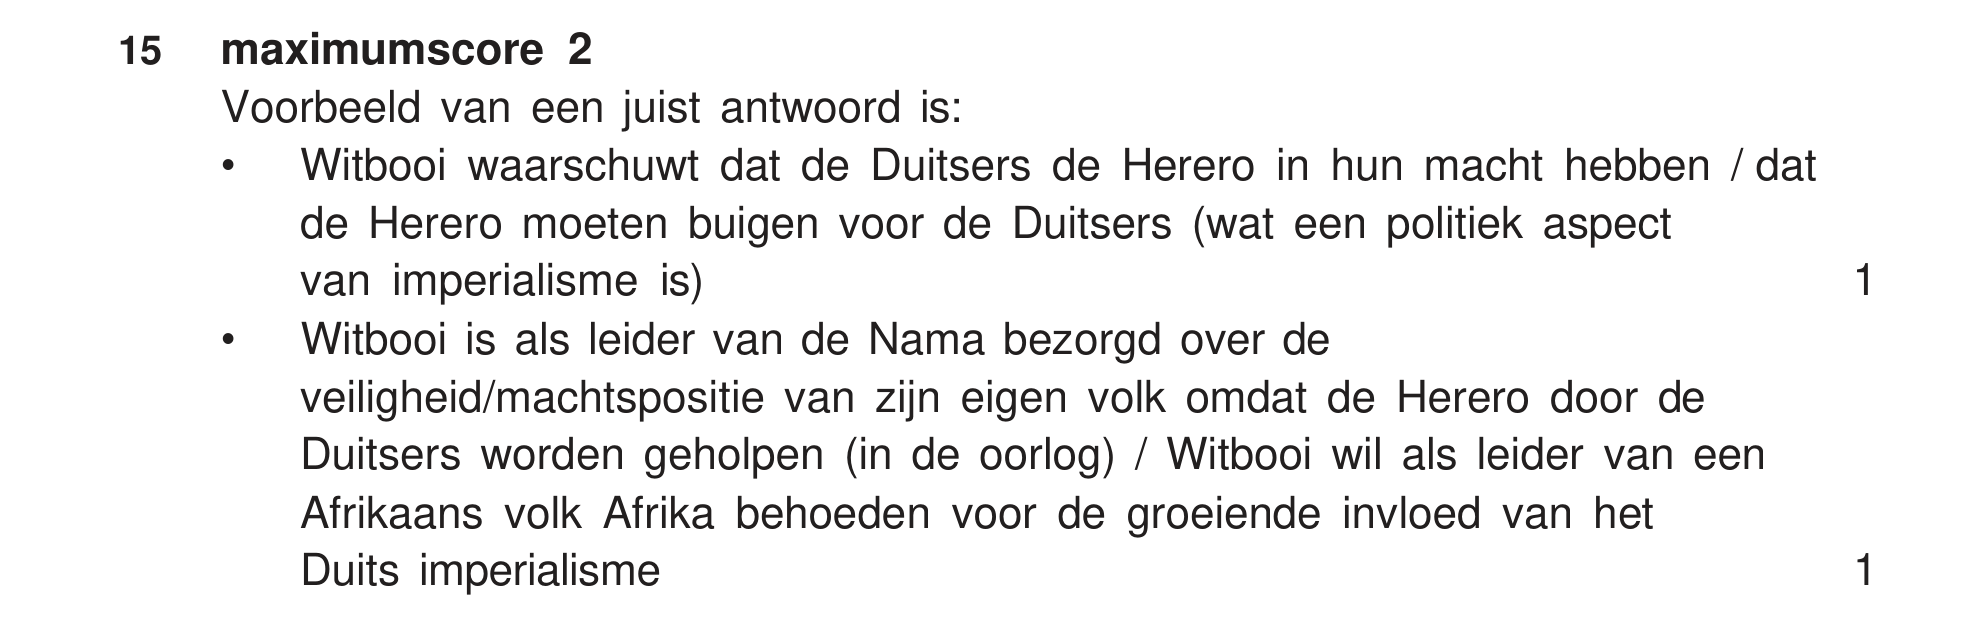 15 maximumscore 2
Voorbeeld van een juist antwoord is:
• Witbooi waarschuwt dat de Duitsers de Herero in hun macht hebben / dat
de Herero moeten buigen voor de Duitsers (wat een politiek aspect
van imperialisme is) 1
• Witbooi is als leider van de Nama bezorgd over de
veiligheid/machtspositie van zijn eigen volk omdat de Herero door de
Duitsers worden geholpen (in de oorlog) / Witbooi wil als leider van een
Afrikaans volk Afrika behoeden voor de groeiende invloed van het
Duits imperialisme 1